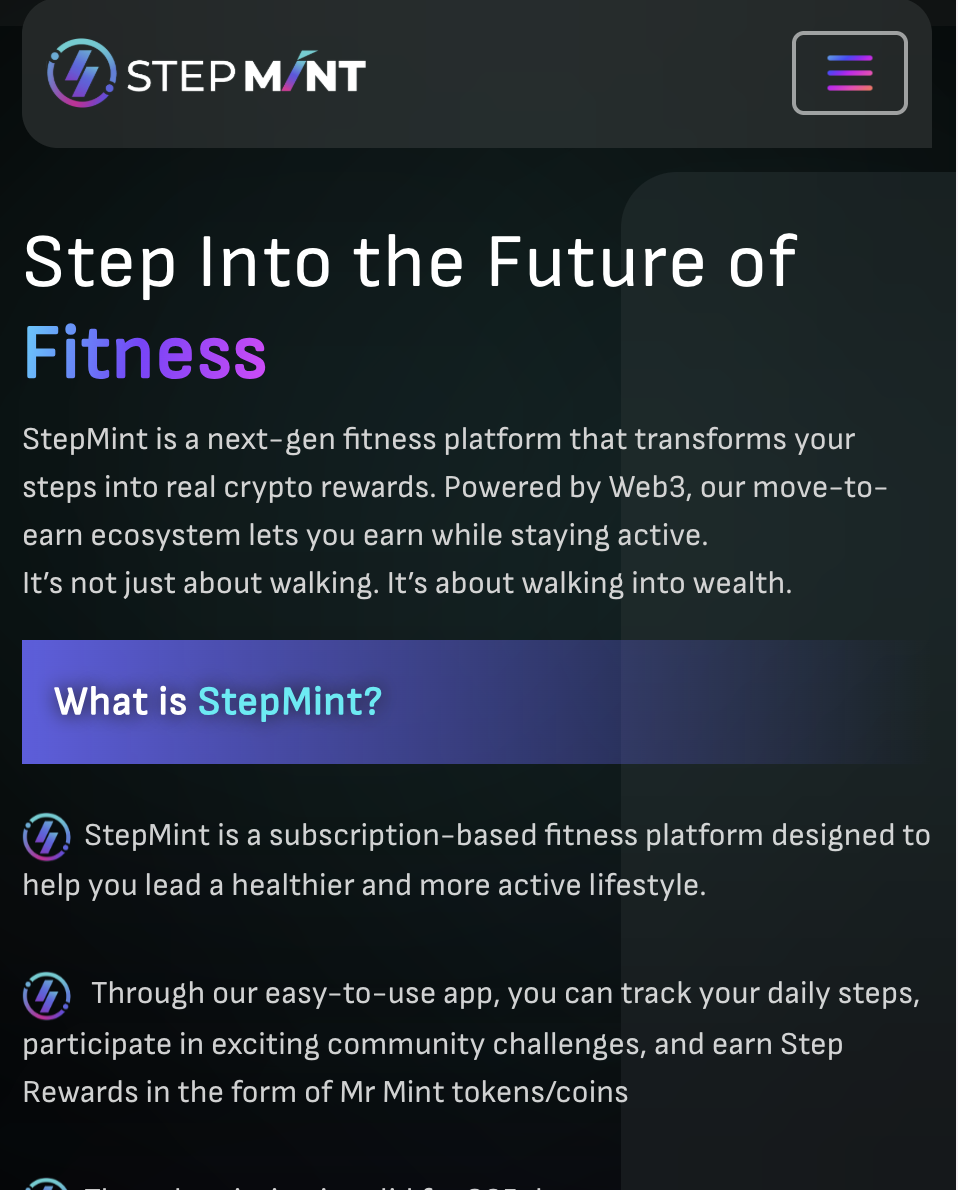 STEP MINT
Step Into the Future of
Fitness
StepMint is a next-gen fitness platform that transforms your
steps into real crypto rewards. Powered by Web3, our move-to-
earn ecosystem lets you earn while staying active.
It's not just about walking. It's about walking into wealth.
What is StepMint?
StepMint is a subscription-based fitness platform designed to
help you lead a healthier and more active lifestyle.
Through our easy-to-use app, you can track your daily steps,
participate in exciting community challenges, and earn Step
Rewards in the form of Mr Mint tokens/coins